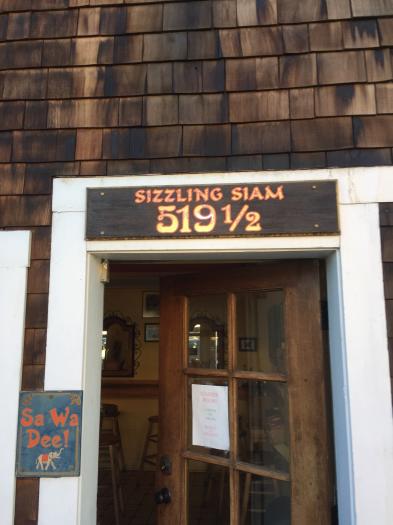 SIZZLING SIAM
519 1/2
Sa Wa
Dee!